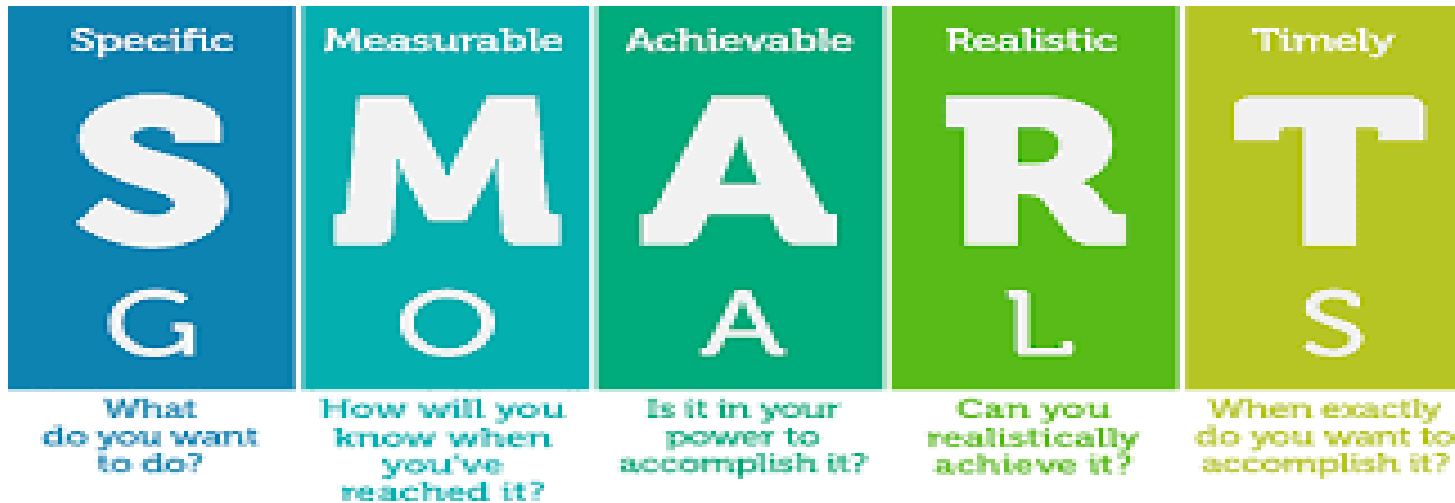 Specific
S
G
What
do you want
to do?
Measurable
M
O
How will you
know when
you've
reached it?
Achievable
A
A
Is it in your
power to
accomplish it?
Realistic
R
L
Can you
realistically
achieve it?
Timely
T
S
When exactly
do you want to
accomplish it?